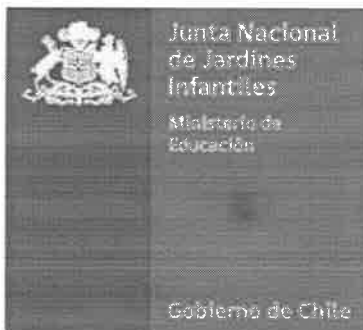 Junta Nacional
de Jardines
Infantiles
Ministerio de
Educación
Gobierno de Chile